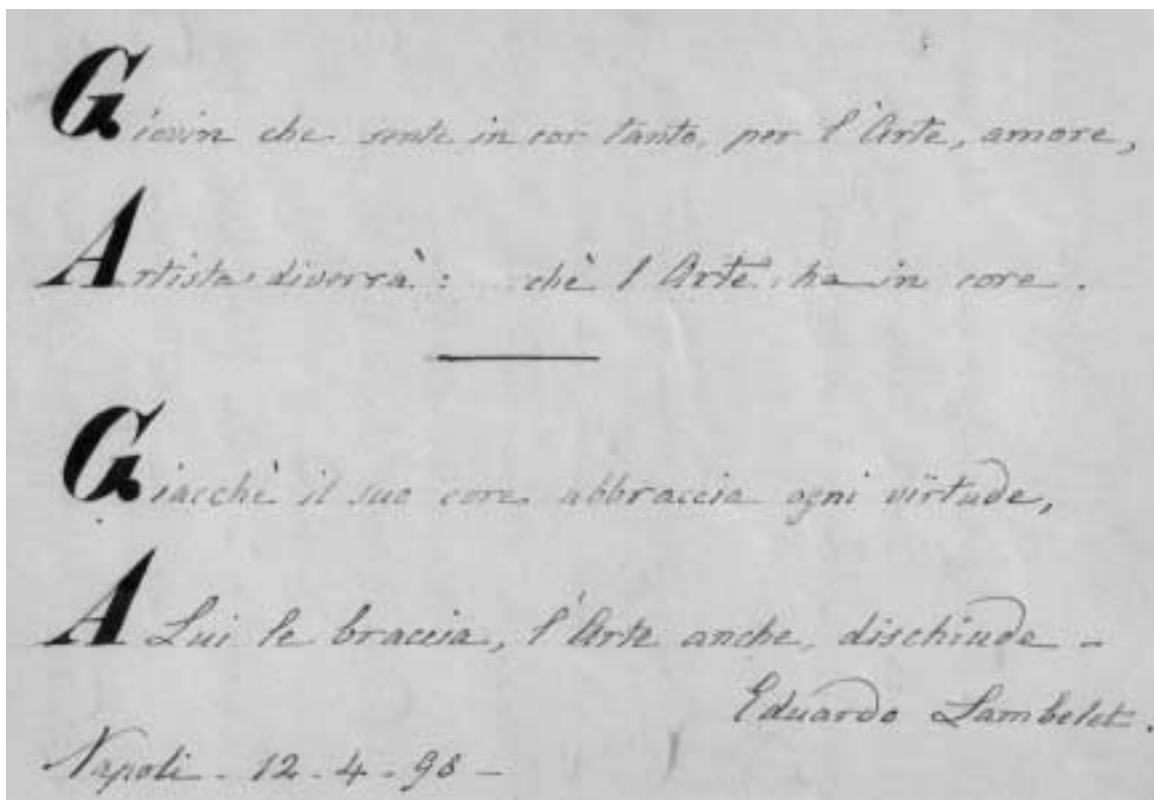 Giovin che sente in cor tanto, per l'Arte, amore,
Artista diverrà: chè l'Arte ha in core.
Giacchè il suo core abbraccia ogni virtude,
A Lui le braccia, l'Arte anche, dischiude -
Eduardo Lambelet.
Napoli - 12 - 4 - 98 -